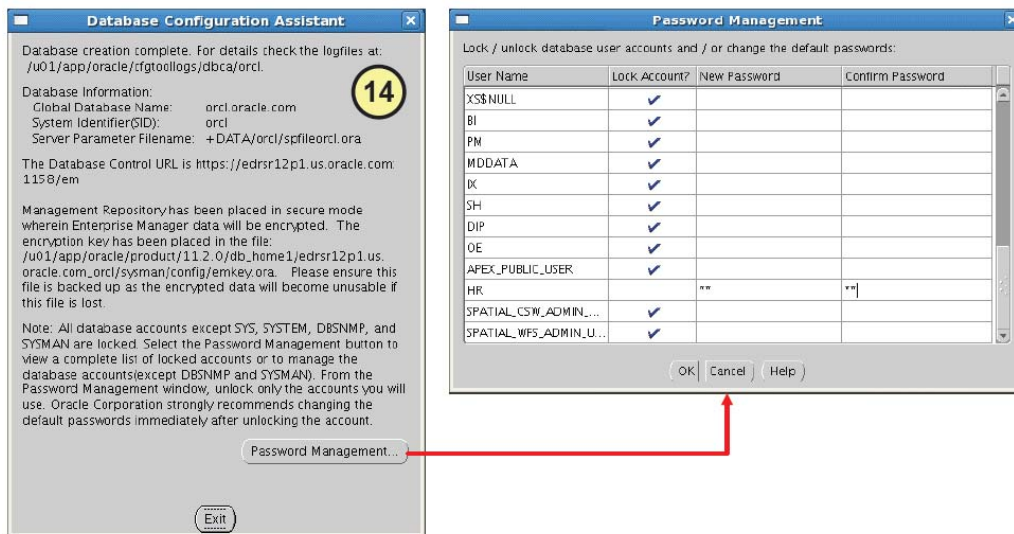 Database Configuration Assistant
Database creation complete. For details check the logfiles at:
/u01/app/oracle/cfgtoollogs/dbca/orcl.
Database Information:
Global Database Name: orcl.oracle.com
System Identifier(SID): orcl
Server Parameter Filename: +DATA/orcl/spfileorcl.ora
14
The Database Control URL is https://edrsr12p1.us.oracle.com:
1158/em
Management Repository has been placed in secure mode
wherein Enterprise Manager data will be encrypted. The
encryption key has been placed in the file:
/u01/app/oracle/product/11.2.0/db_home1/edrsr12p1.us.
oracle.com_orcl/sysman/config/emkey.ora. Please ensure this
file is backed up as the encrypted data will become unusable if
this file is lost.
Note: All database accounts except SYS, SYSTEM, DBSNMP, and
SYSMAN are locked. Select the Password Management button to
view a complete list of locked accounts or to manage the
database accounts(except DBSNMP and SYSMAN). From the
Password Management window, unlock only the accounts you will
use. Oracle Corporation strongly recommends changing the
default passwords immediately after unlocking the account.
Password Management...
Exit
Password Management
Lock / unlock database user accounts and / or change the default passwords:
User Name Lock Account? New Password Confirm Password
XS$NULL ✔
BI ✔
PM ✔
MDDATA ✔
IX ✔
SH ✔
DIP ✔
OE ✔
APEX_PUBLIC_USER ✔
HR ** **
SPATIAL_CSW_ADMIN_... ✔
SPATIAL_WFS_ADMIN_U... ✔
OK Cancel Help